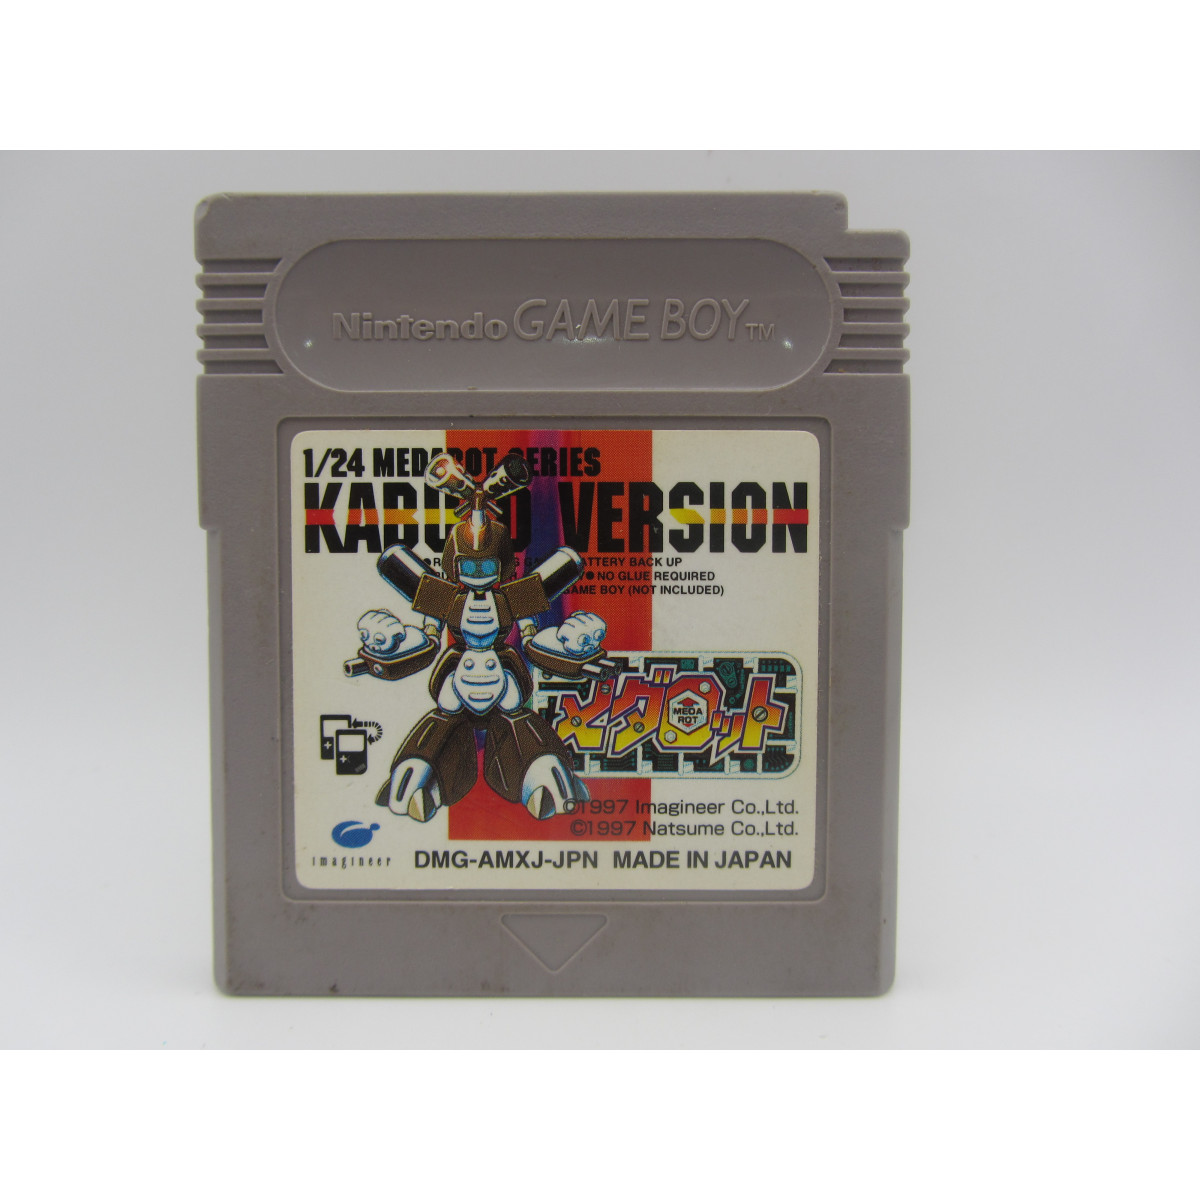 Nintendo GAME BOY TM
1/24 MEDAROT SERIES
KABUTO VERSION
BATTERY BACK UP
NO GLUE REQUIRED
GAME BOY (NOT INCLUDED)
メダロット
MEDA
ROT
©1997 Imagineer Co.,Ltd.
©1997 Natsume Co.,Ltd.
imagineer DMG-AMXJ-JPN MADE IN JAPAN